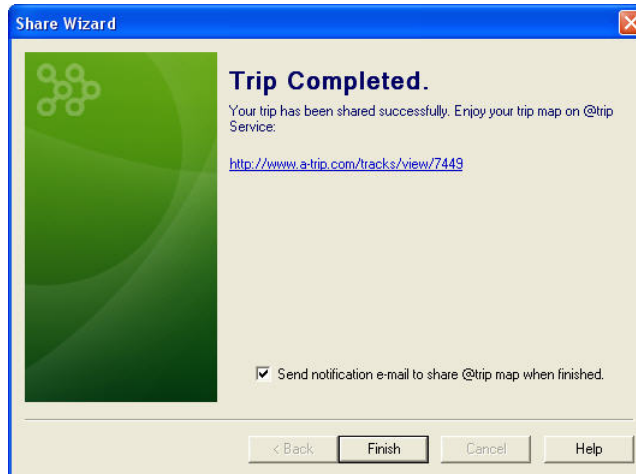 Share Wizard
Trip Completed.
Your trip has been shared successfully. Enjoy your trip map on @trip
Service:
http://www.a-trip.com/tracks/view/7449
Send notification e-mail to share @trip map when finished.
< Back Finish Cancel Help